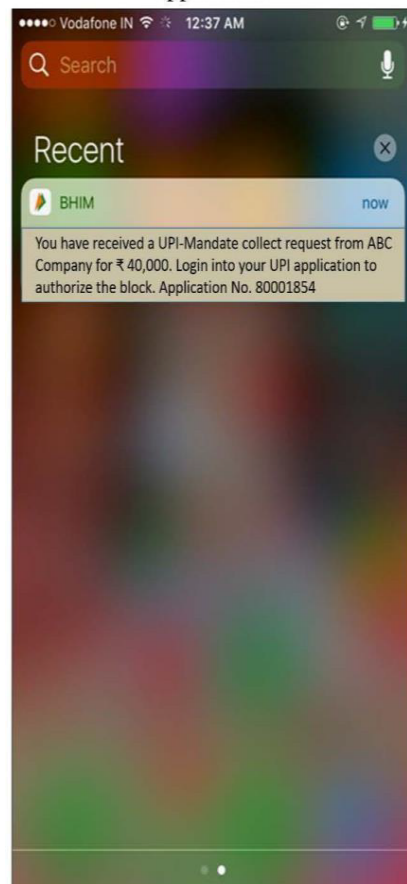 Vodafone IN 12:37 AM
Search
Recent
BHIM now
You have received a UPI-Mandate collect request from ABC
Company for ₹ 40,000. Login into your UPI application to
authorize the block. Application No. 80001854